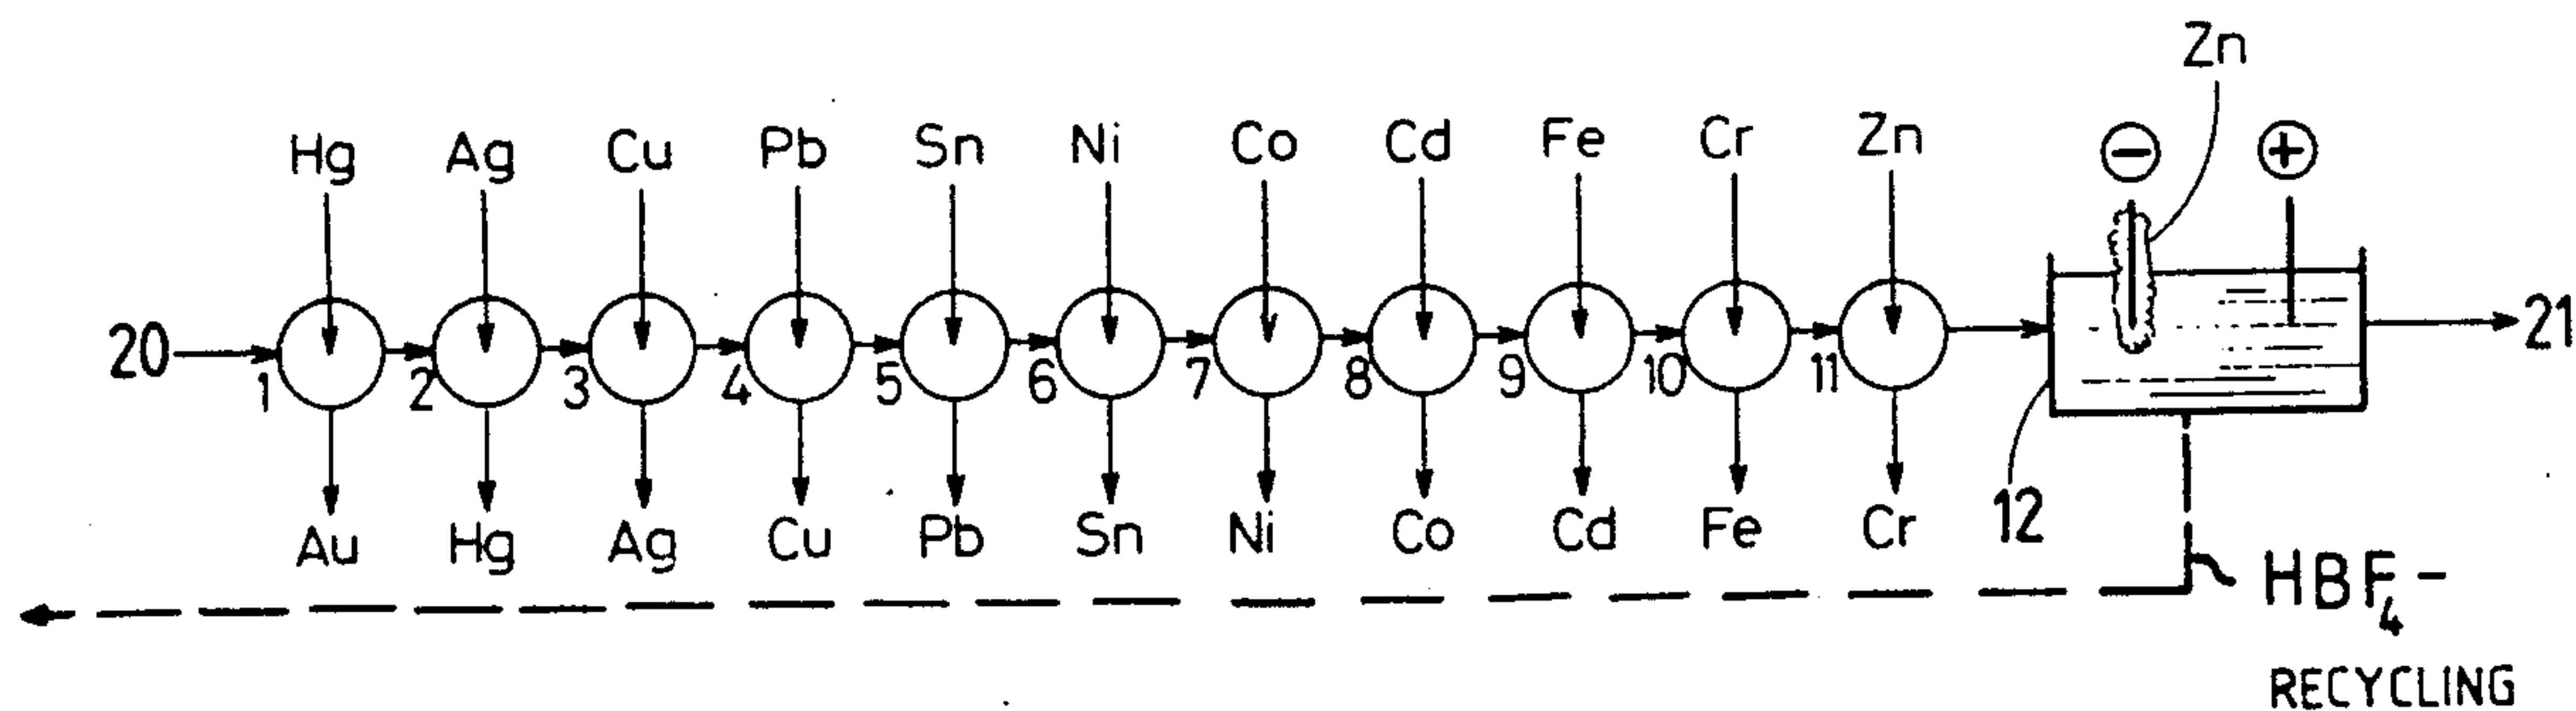 Zn
Hg Ag Cu Pb Sn Ni Co Cd Fe Cr Zn − +
20 1 2 3 4 5 6 7 8 9 10 11 21
12
Au Hg Ag Cu Pb Sn Ni Co Cd Fe Cr
HBF4-
RECYCLING